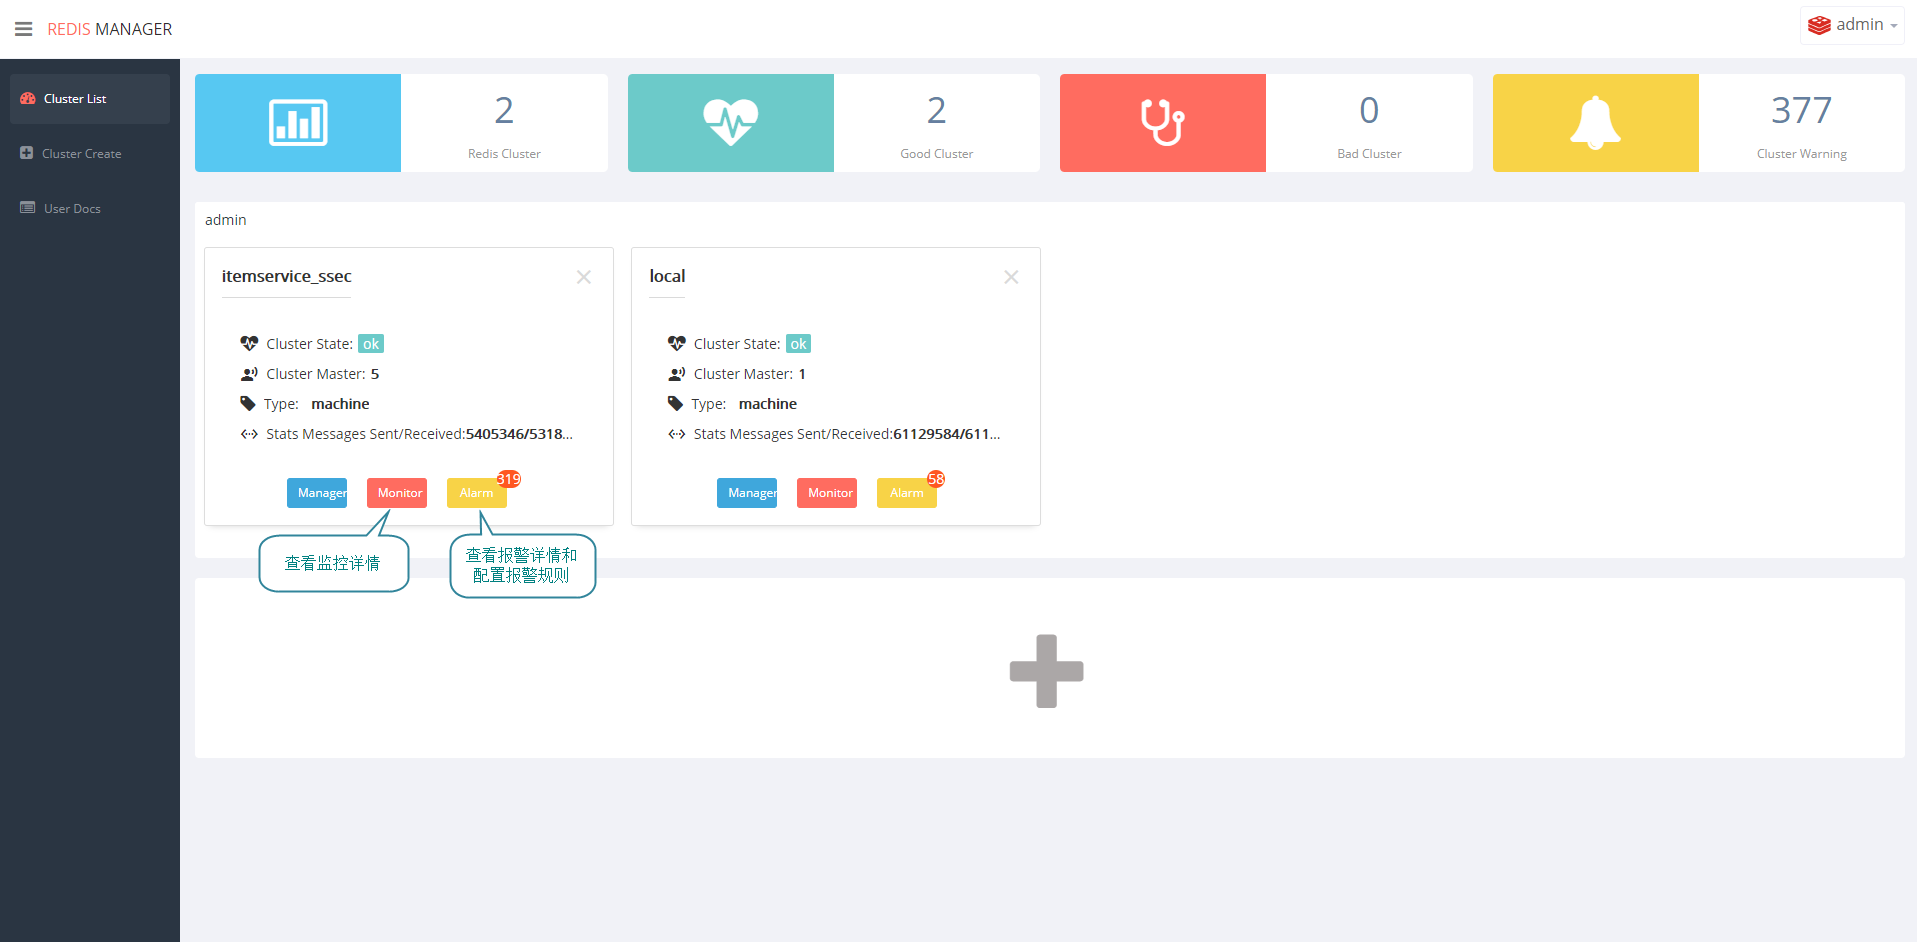 REDIS MANAGER
admin
Cluster List
Cluster Create
User Docs
2
Redis Cluster
2
Good Cluster
0
Bad Cluster
377
Cluster Warning
admin
itemservice_ssec
Cluster State: ok
Cluster Master: 5
Type: machine
Stats Messages Sent/Received:5405346/5318...
Manager
Monitor
Alarm
319
local
Cluster State: ok
Cluster Master: 1
Type: machine
Stats Messages Sent/Received:61129584/611...
Manager
Monitor
Alarm
58
查看监控详情
查看报警详情和
配置报警规则